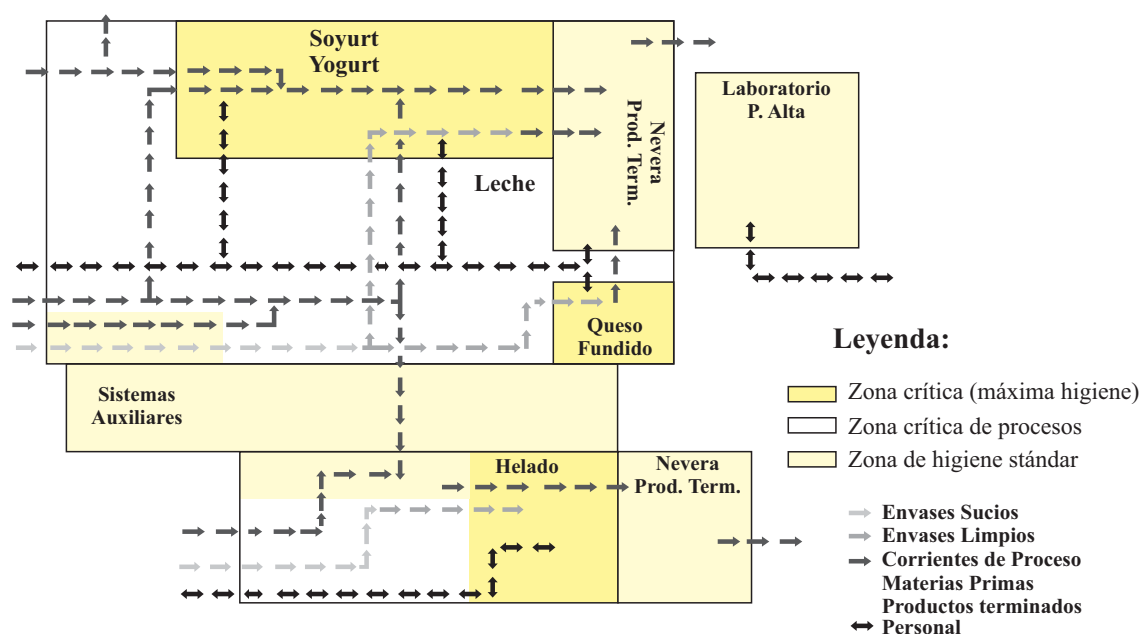 Soyurt
Yogurt
Laboratorio
P. Alta
Nevera
Prod. Term.
Leche
Queso
Fundido
Leyenda:
Sistemas
Auxiliares
Zona crítica (máxima higiene)
Zona crítica de procesos
Zona de higiene stándar
Helado
Nevera
Prod. Term.
Envases Sucios
Envases Limpios
Corrientes de Proceso
Materias Primas
Productos terminados
Personal